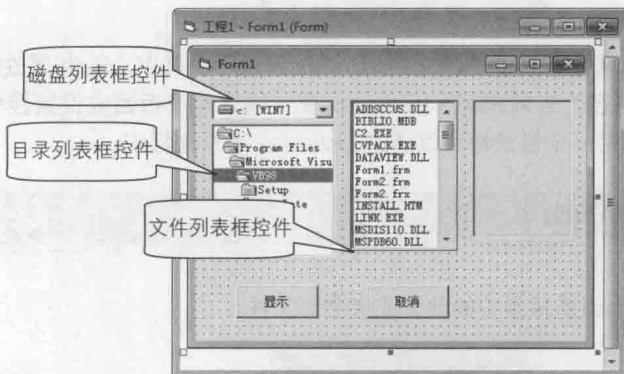 工程1 - Form1 (Form)
Form1
磁盘列表框控件
c: [WIN7]
目录列表框控件
C:\
Program Files
Microsoft Visu
VB98
Setup
文件列表框控件
ADDSCCUS.DLL
BIBLIO.MDB
C2.EXE
CVPACK.EXE
DATAVIEW.DLL
Form1.frm
Form2.frm
Form2.frx
INSTALL.HTM
LINK.EXE
MSDIS110.DLL
MSPDB60.DLL
显示
取消